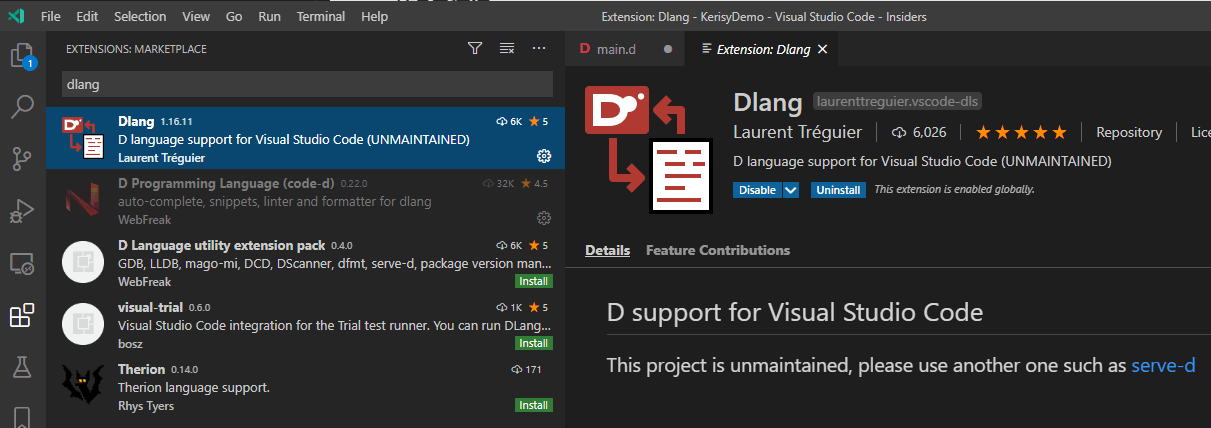 File Edit Selection View Go Run Terminal Help Extension: Dlang - KerisyDemo - Visual Studio Code - Insiders
EXTENSIONS: MARKETPLACE
dlang
Dlang 1.16.11 6K 5
D language support for Visual Studio Code (UNMAINTAINED)
Laurent Tréguier
D Programming Language (code-d) 0.22.0 32K 4.5
auto-complete, snippets, linter and formatter for dlang
WebFreak
D Language utility extension pack 0.4.0 6K 5
GDB, LLDB, mago-mi, DCD, DScanner, dfmt, serve-d, package version man...
WebFreak Install
visual-trial 0.6.0 1K 5
Visual Studio Code integration for the Trial test runner. You can run DLang...
bosz Install
Therion 0.14.0 171
Therion language support.
Rhys Tyers Install
1
D main.d Extension: Dlang
Dlang laurenttreguier.vscode-dls
Laurent Tréguier 6,026 Repository Lice
D language support for Visual Studio Code (UNMAINTAINED)
Disable Uninstall This extension is enabled globally.
Details Feature Contributions
D support for Visual Studio Code
This project is unmaintained, please use another one such as serve-d